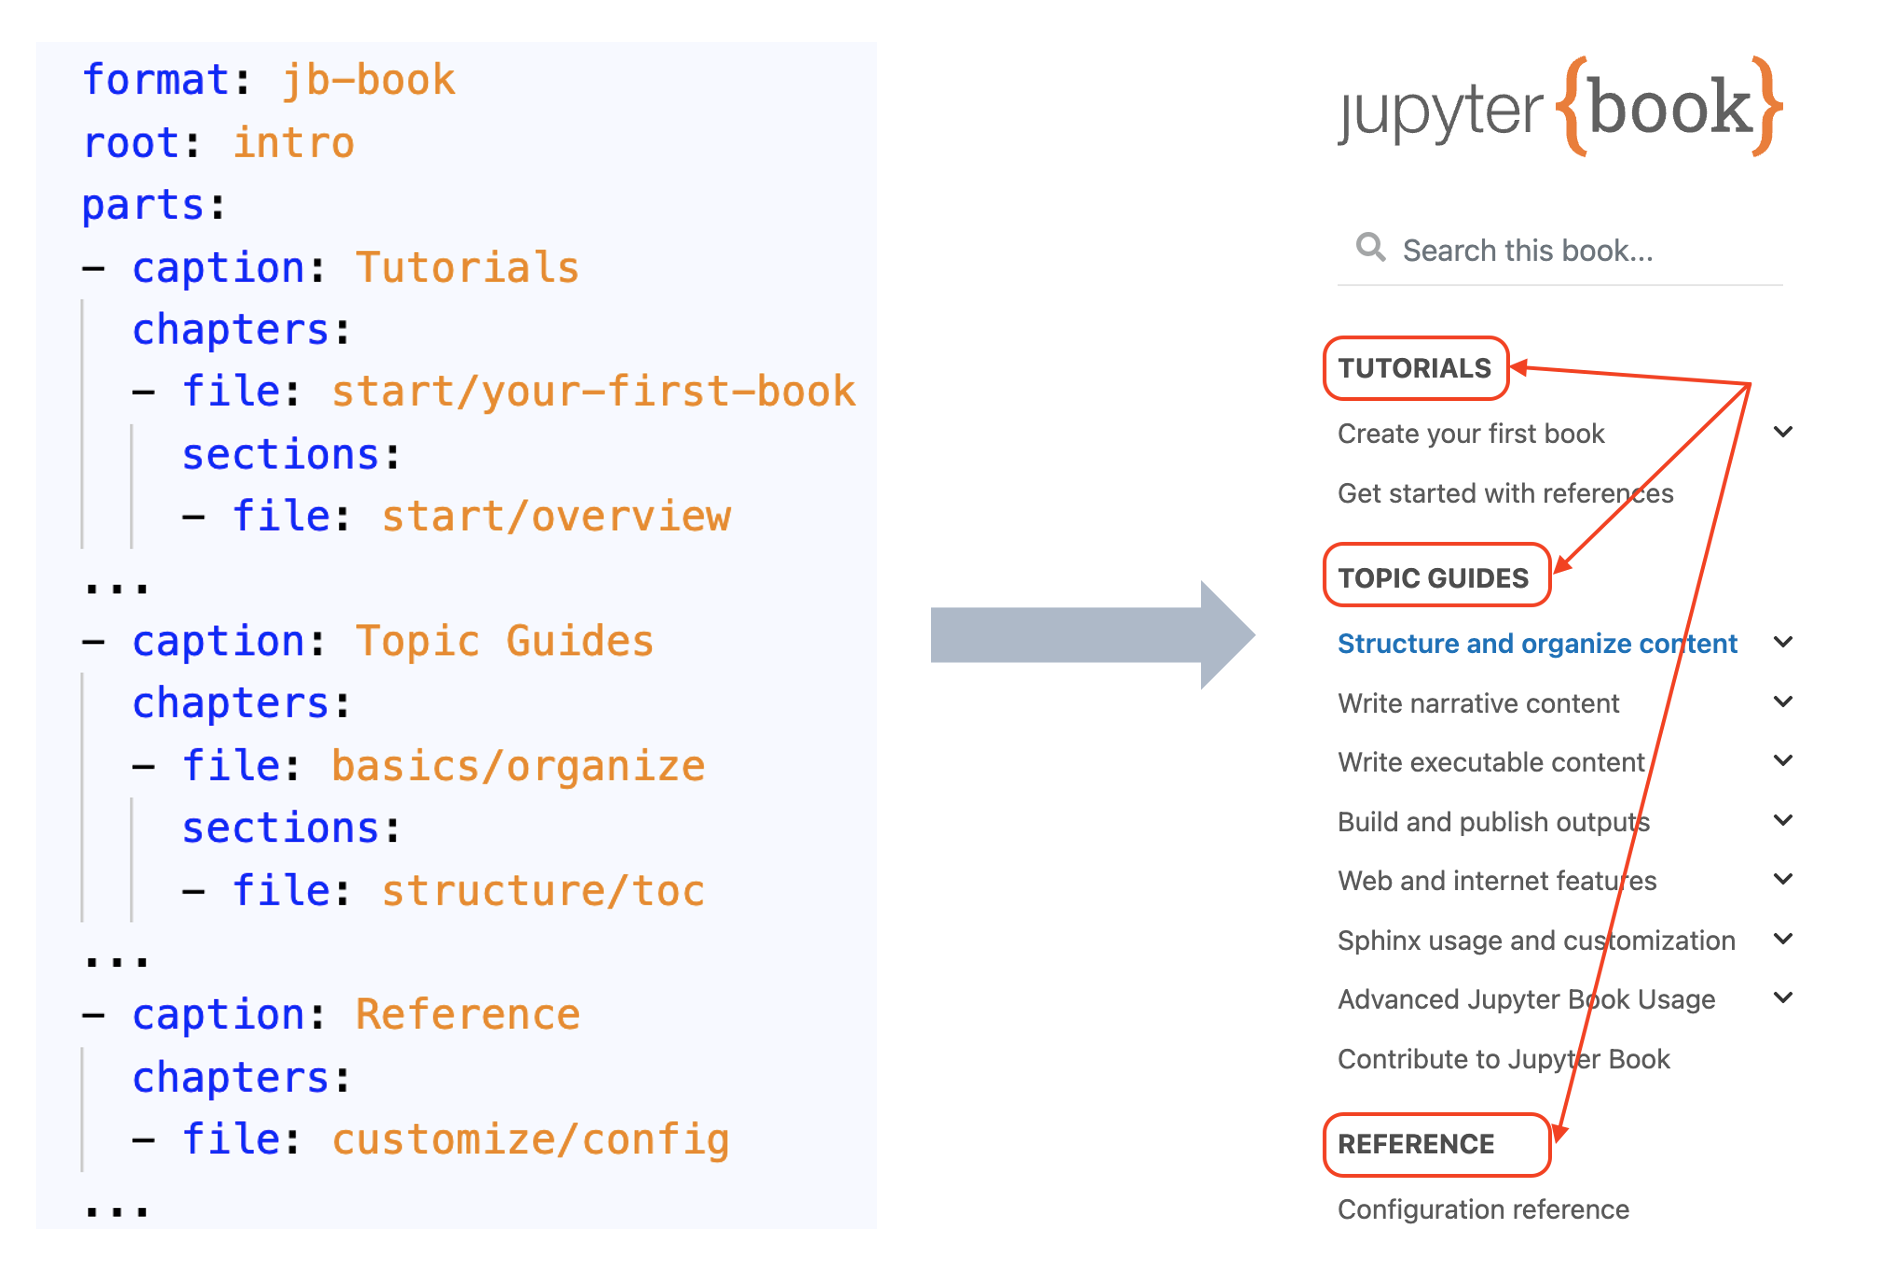 format: jb-book
root: intro
parts:
- caption: Tutorials
  chapters:
  - file: start/your-first-book
    sections:
    - file: start/overview
...
- caption: Topic Guides
  chapters:
  - file: basics/organize
    sections:
    - file: structure/toc
...
- caption: Reference
  chapters:
  - file: customize/config
...
jupyter {book}
Search this book...
TUTORIALS
Create your first book
Get started with references
TOPIC GUIDES
Structure and organize content
Write narrative content
Write executable content
Build and publish outputs
Web and internet features
Sphinx usage and customization
Advanced Jupyter Book Usage
Contribute to Jupyter Book
REFERENCE
Configuration reference